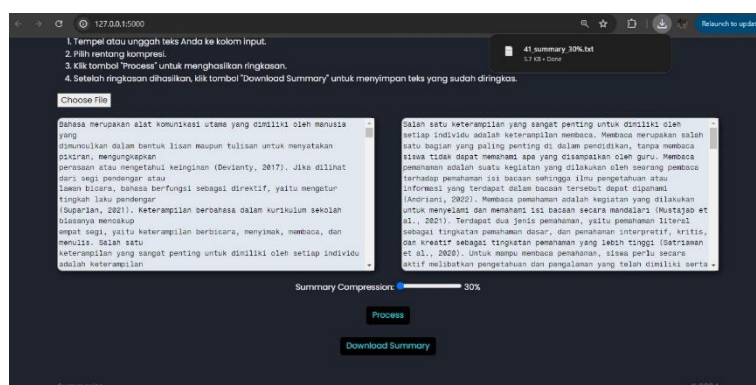 127.0.0.1:5000
Relaunch to updat
1. Tempel atau unggah teks Anda ke kolom input.
2. Pilih rentang kompresi.
3. Klik tombol "Process" untuk menghasilkan ringkasan.
4. Setelah ringkasan dihasilkan, klik tombol "Download Summary" untuk menyimpan teks yang sudah diringkas.
41_summary_30%.txt
5.7 KB • Done
Choose File
Bahasa merupakan alat komunikasi utama yang dimiliki oleh manusia
yang
dimunculkan dalam bentuk lisan maupun tulisan untuk menyatakan
pikiran, mengungkapkan
perasaan atau mengetahui keinginan (Devianty, 2017). Jika dilihat
dari segi pendengar atau
lawan bicara, bahasa berfungsi sebagai direktif, yaitu mengatur
tingkah laku pendengar
(Suparlan, 2021). Keterampilan berbahasa dalam kurikulum sekolah
biasanya mencakup
empat segi, yaitu keterampilan berbicara, menyimak, membaca, dan
menulis. Salah satu
keterampilan yang sangat penting untuk dimiliki oleh setiap individu
adalah keterampilan
Salah satu keterampilan yang sangat penting untuk dimiliki oleh
setiap individu adalah keterampilan membaca. Membaca merupakan salah
satu bagian yang paling penting di dalam pendidikan, tanpa membaca
siswa tidak dapat memahami apa yang disampaikan oleh guru. Membaca
pemahaman adalah suatu kegiatan yang dilakukan oleh seorang pembaca
terhadap pemahaman isi bacaan sehingga ilmu pengetahuan atau
informasi yang terdapat dalam bacaan tersebut dapat dipahami
(Andriani, 2022). Membaca pemahaman adalah kegiatan yang dilakukan
untuk menyelami dan memahami isi bacaan secara mandalari (Mustajab et
al., 2021). Terdapat dua jenis pemahaman, yaitu pemahaman literal
sebagai tingkatan pemahaman dasar, dan pemahaman interpretif, kritis,
dan kreatif sebagai tingkatan pemahaman yang lebih tinggi (Satriawan
et al., 2020). Untuk mampu membaca pemahaman, siswa perlu secara
aktif melibatkan pengetahuan dan pengalaman yang telah dimiliki serta
Summary Compression: 30%
Process
Download Summary